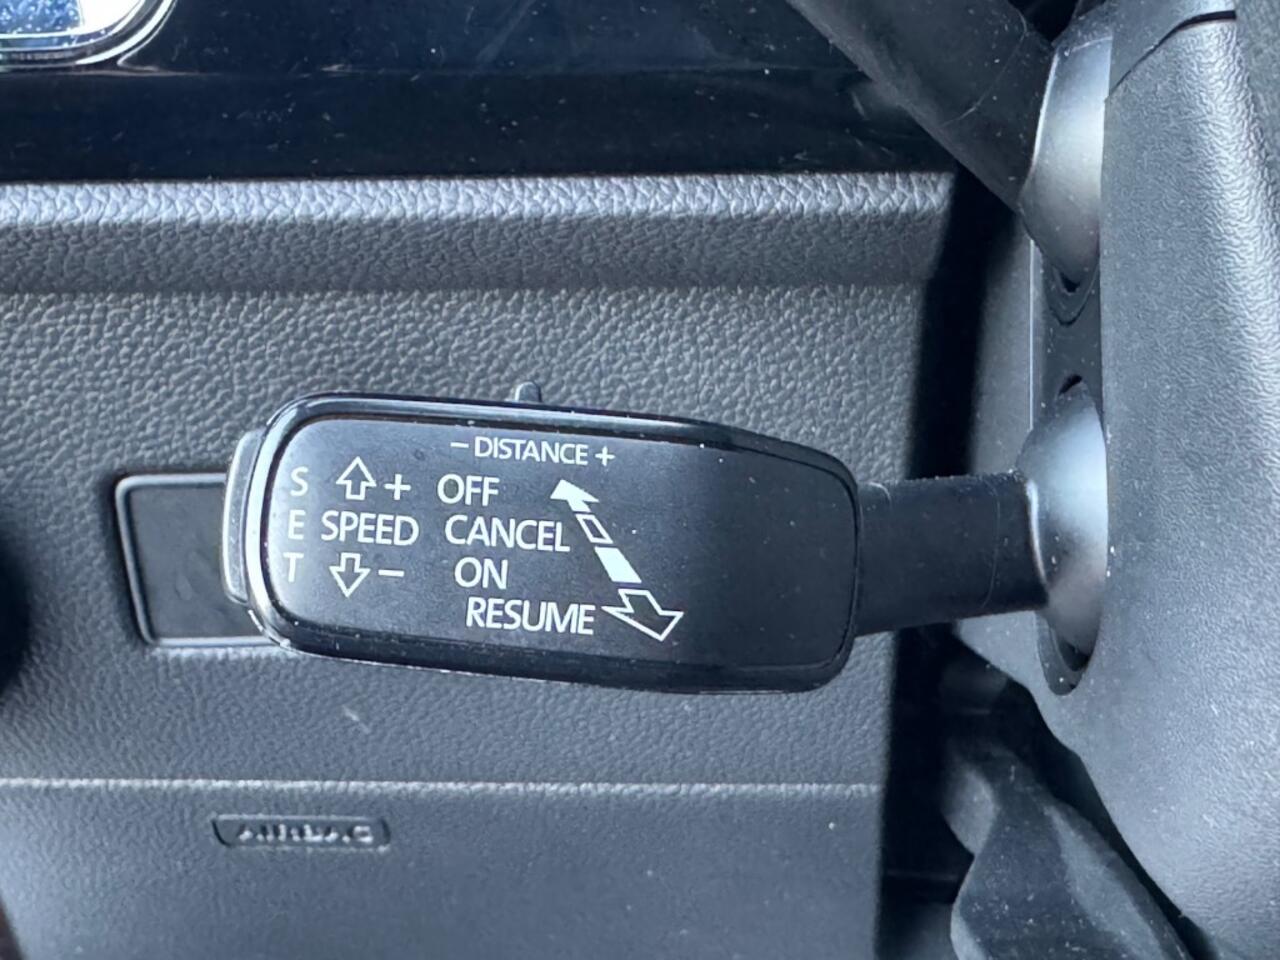 - DISTANCE +
S + OFF
E SPEED CANCEL
T - ON
RESUME
AIRBAG